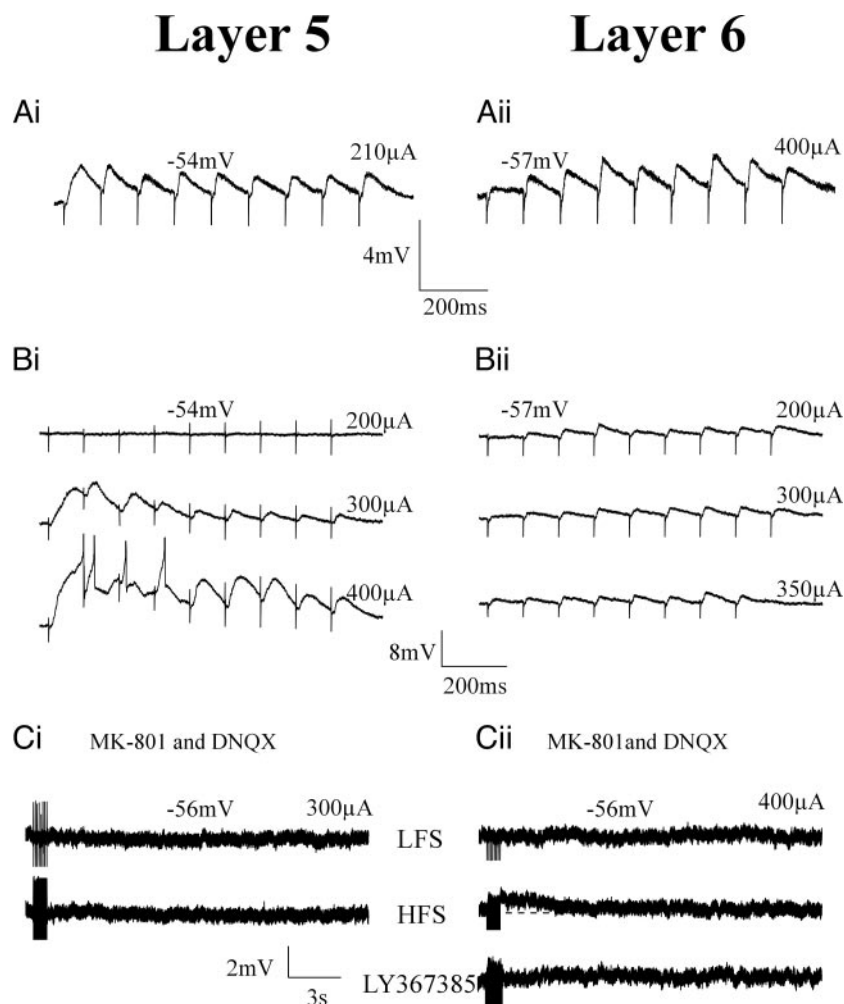 Layer 5 Layer 6
Ai Aii
-54mV 210µA -57mV 400µA
4mV
200ms
Bi Bii
-54mV 200µA -57mV 200µA
300µA 300µA
400µA 350µA
8mV
200ms
Ci MK-801 and DNQX Cii MK-801and DNQX
-56mV 300µA -56mV 400µA
LFS
HFS
2mV
3s
LY367385